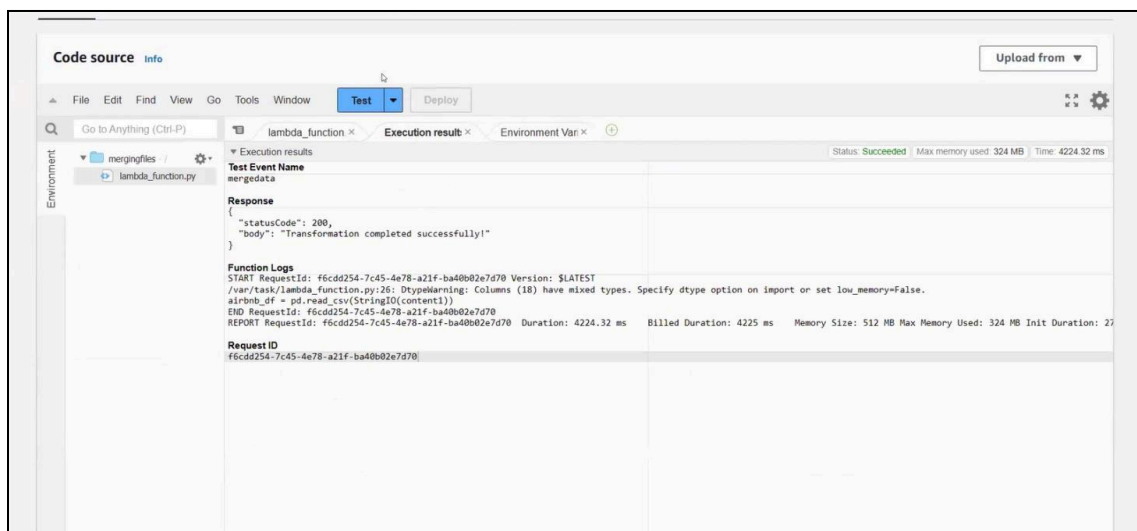 Code source Info
Upload from ▼
File Edit Find View Go Tools Window Test Deploy
Go to Anything (Ctrl-P)
lambda_function × Execution result: × Environment Vari ×
Environment
mergingfiles /
lambda_function.py
▼ Execution results
Status: Succeeded Max memory used: 324 MB Time: 4224.32 ms
Test Event Name
mergedata
Response
{
"statusCode": 200,
"body": "Transformation completed successfully!"
}
Function Logs
START RequestId: f6cdd254-7c45-4e78-a21f-ba40b02e7d70 Version: $LATEST
/var/task/lambda_function.py:26: DtypeWarning: Columns (18) have mixed types. Specify dtype option on import or set low_memory=False.
airbnb_df = pd.read_csv(StringIO(content1))
END RequestId: f6cdd254-7c45-4e78-a21f-ba40b02e7d70
REPORT RequestId: f6cdd254-7c45-4e78-a21f-ba40b02e7d70 Duration: 4224.32 ms Billed Duration: 4225 ms Memory Size: 512 MB Max Memory Used: 324 MB Init Duration: 27
Request ID
f6cdd254-7c45-4e78-a21f-ba40b02e7d70